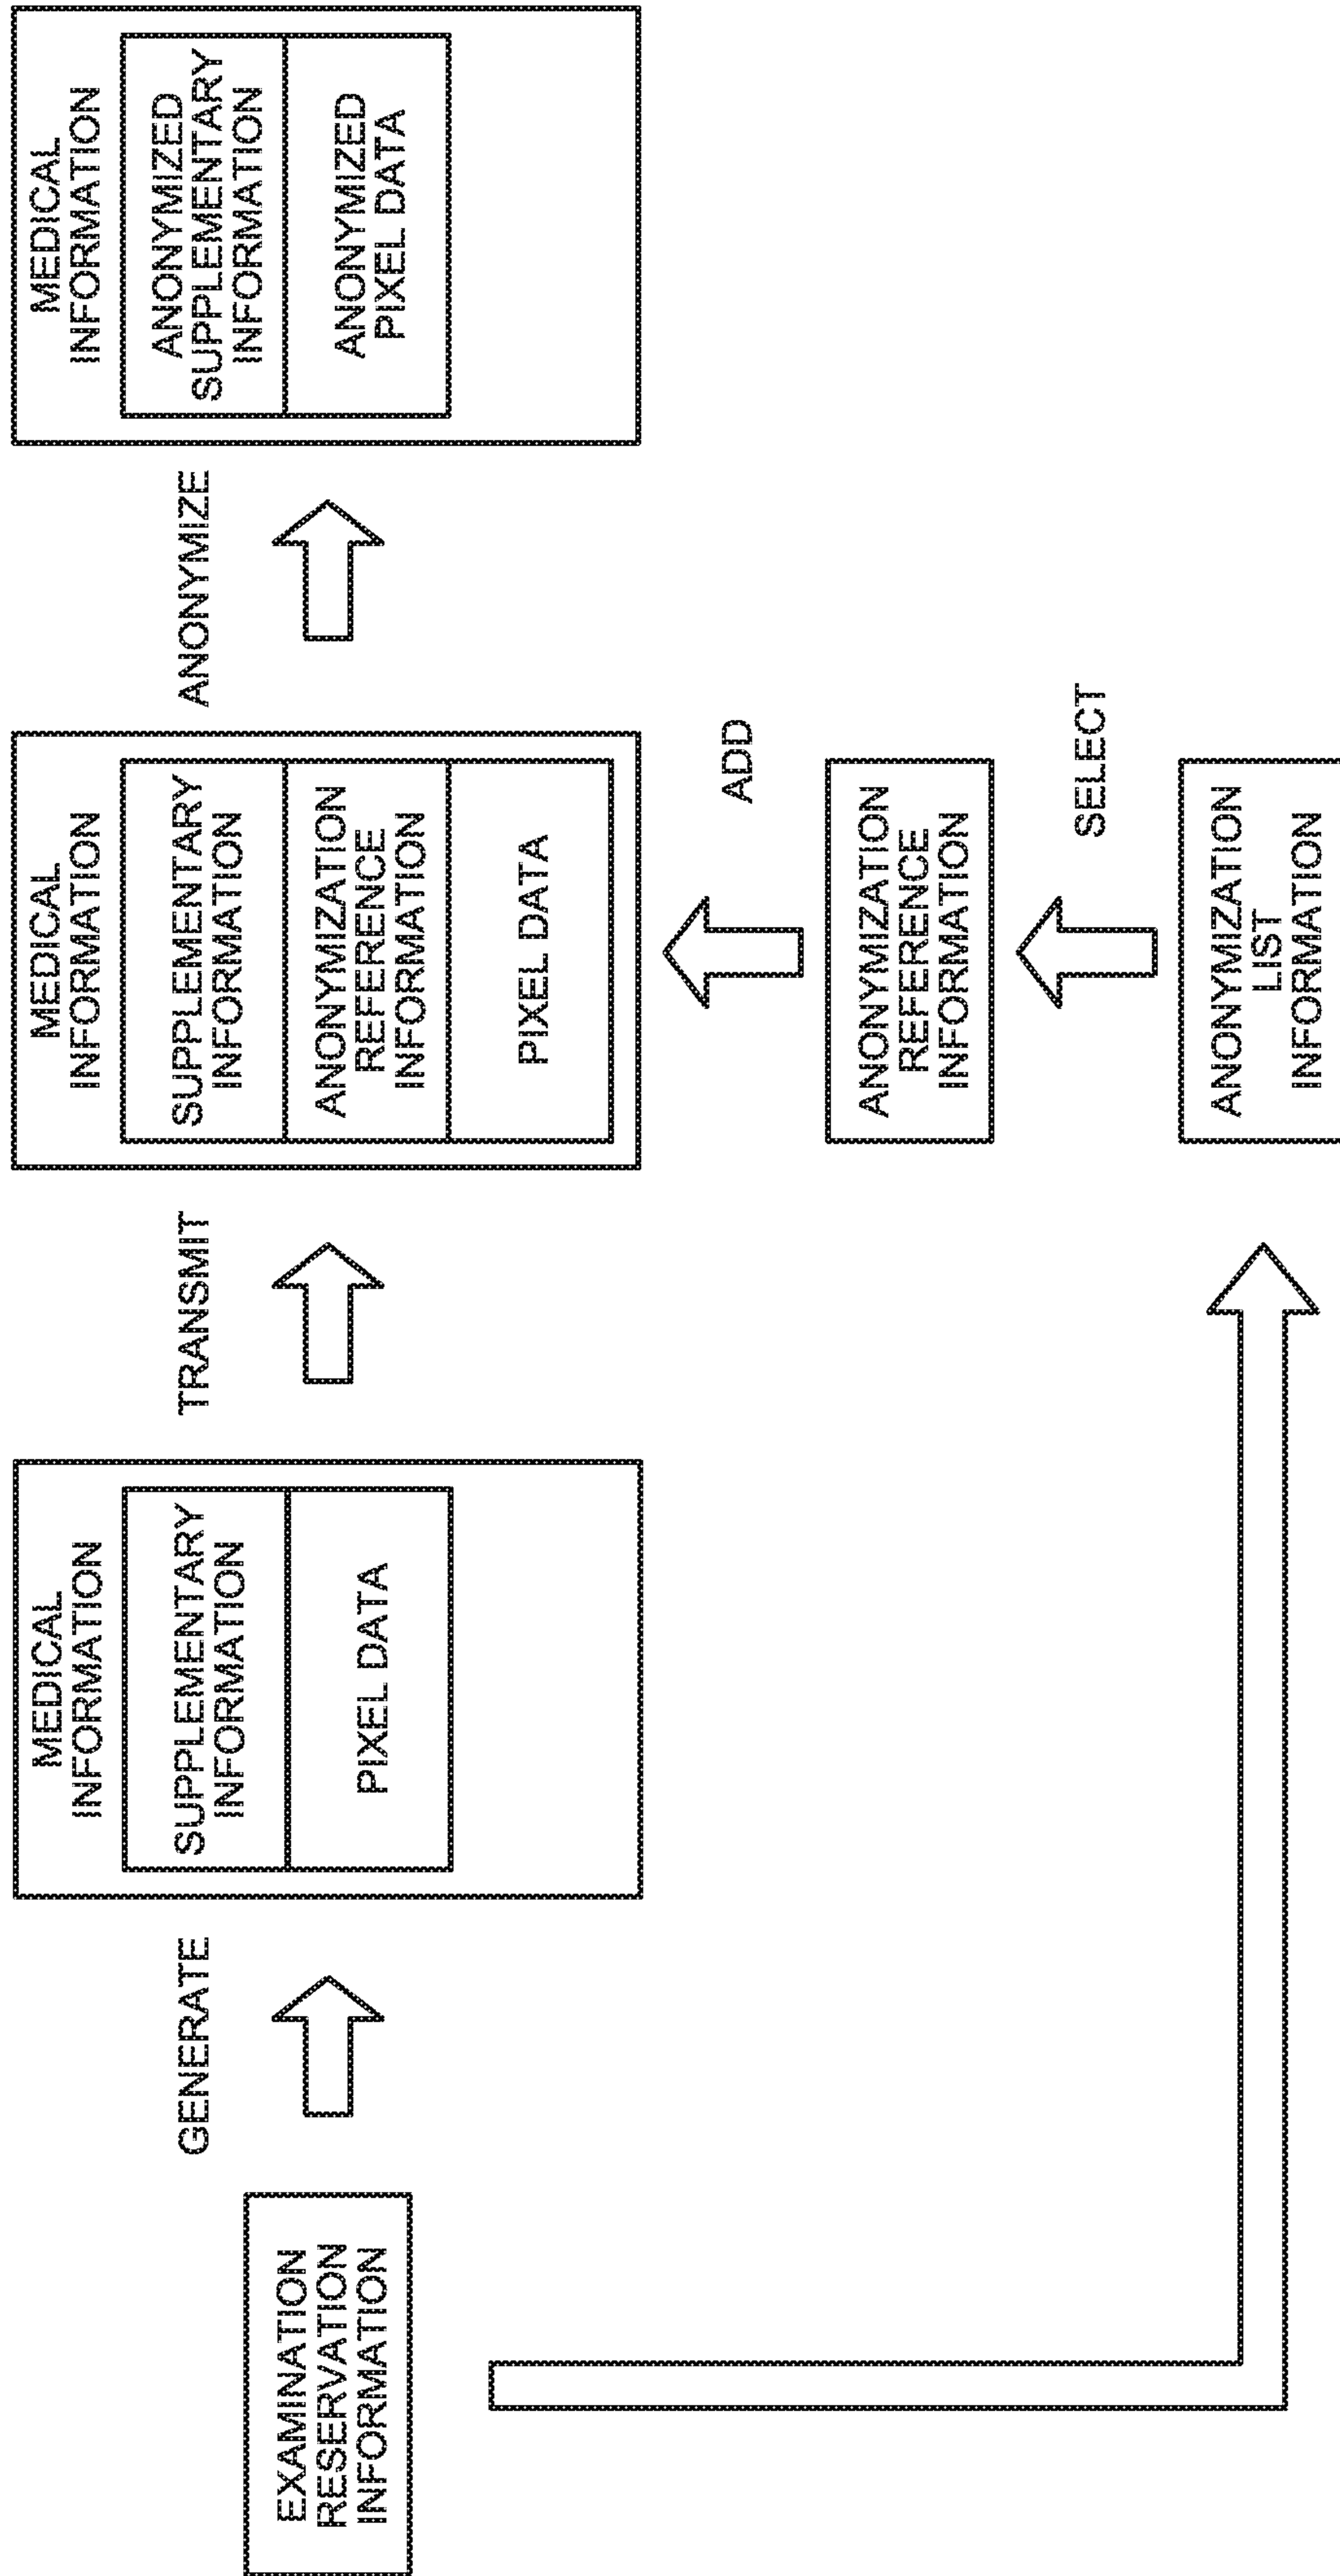 EXAMINATION
RESERVATION
INFORMATION
GENERATE
MEDICAL
INFORMATION
SUPPLEMENTARY
INFORMATION
PIXEL DATA
TRANSMIT
MEDICAL
INFORMATION
SUPPLEMENTARY
INFORMATION
ANONYMIZATION
REFERENCE
INFORMATION
PIXEL DATA
ADD
ANONYMIZATION
REFERENCE
INFORMATION
SELECT
ANONYMIZATION
LIST
INFORMATION
ANONYMIZE
MEDICAL
INFORMATION
ANONYMIZED
SUPPLEMENTARY
INFORMATION
ANONYMIZED
PIXEL DATA